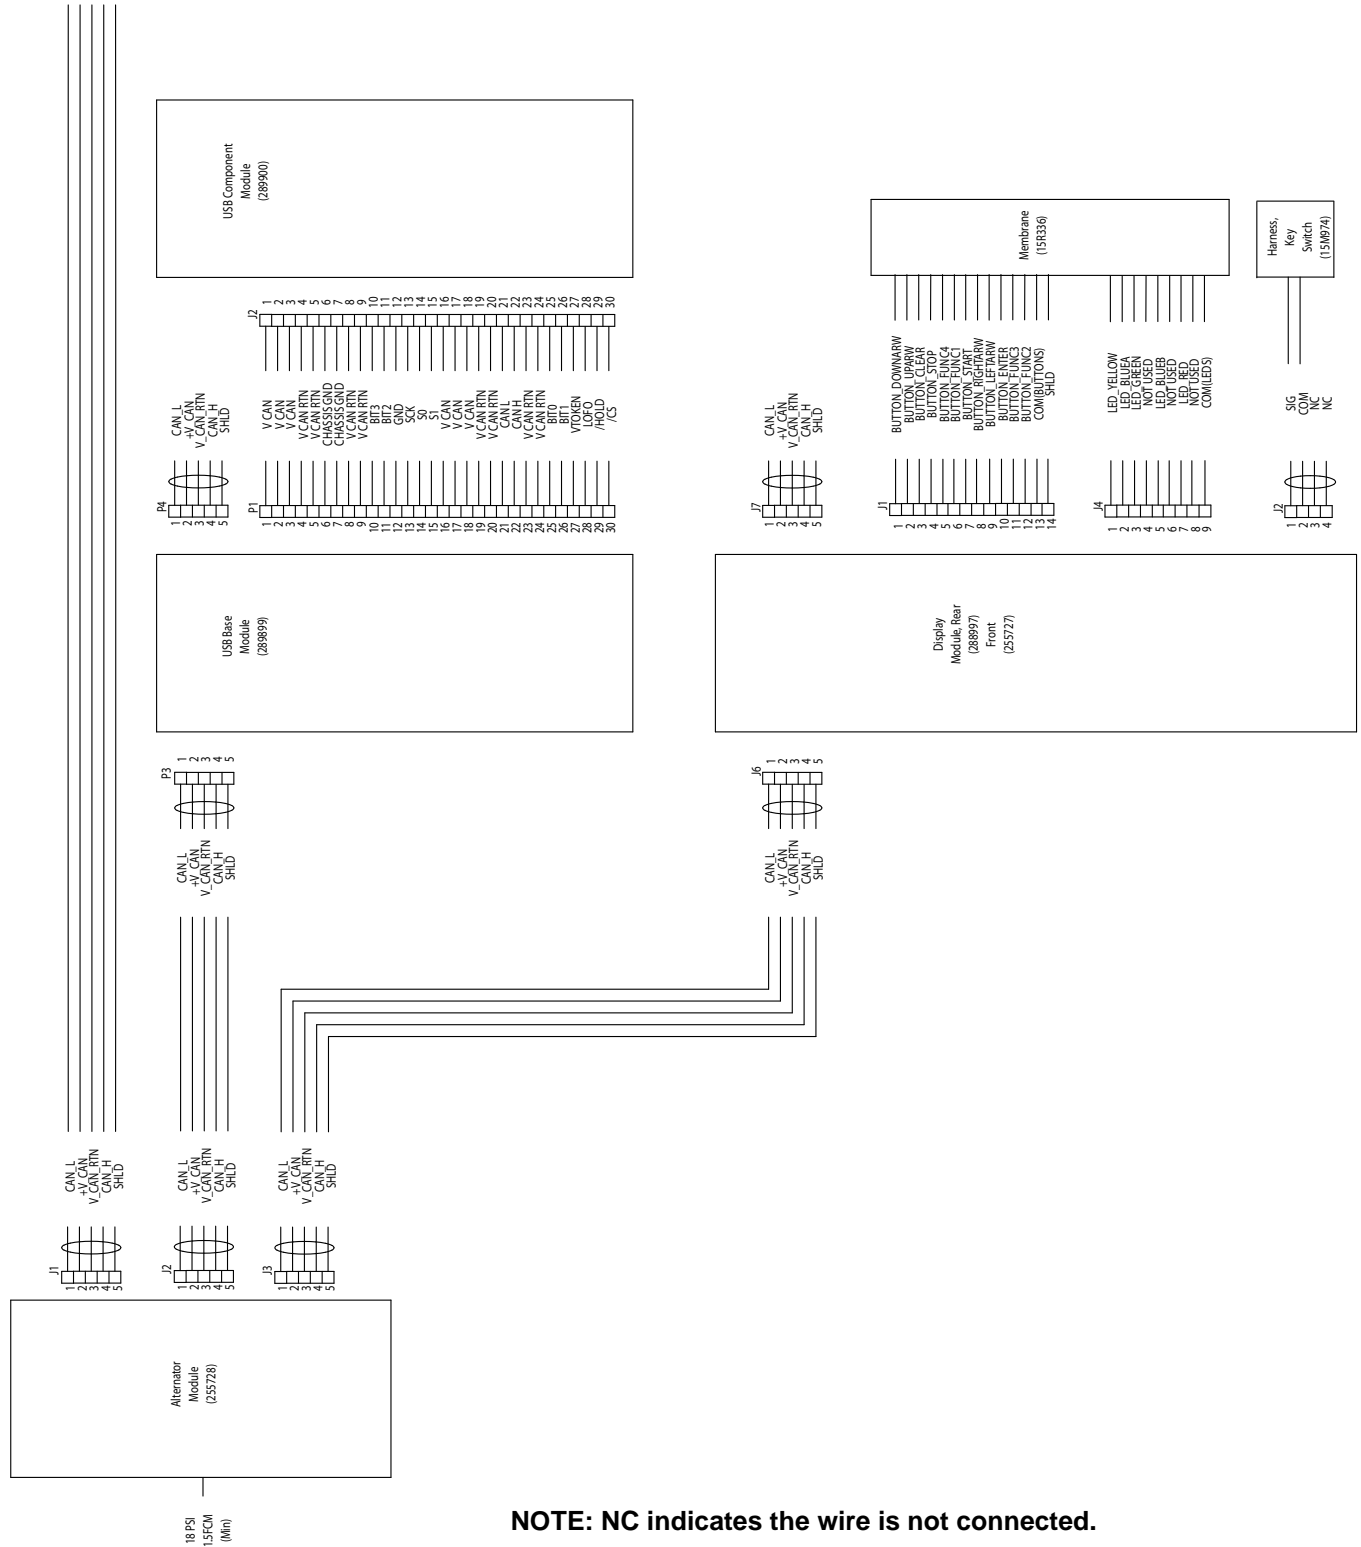 USB Component
Module
(289900)
Membrane
(15R336)
Harness,
Key
Switch
(15M974)
J2
1
2
3
4
5
6
7
8
9
10
11
12
13
14
15
16
17
18
19
20
21
22
23
24
25
26
27
28
29
30
CAN_L
+V_CAN
V_CAN_RTN
CAN_H
SHLD
V CAN
V CAN
V CAN
V CAN RTN
V CAN RTN
CHASSIS GND
CHASSIS GND
V CAN RTN
V CAN RTN
BIT3
BIT2
GND
SCK
S0
S1
V CAN
V CAN
V CAN
V CAN RTN
V CAN RTN
CAN L
CAN H
V CAN RTN
V CAN RTN
BIT0
BIT1
VTOKEN
LOFO
/HOLD
/CS
CAN_L
+V_CAN
V_CAN_RTN
CAN_H
SHLD
BUTTON_DOWNARW
BUTTON_UPARW
BUTTON_CLEAR
BUTTON_STOP
BUTTON_FUNC4
BUTTON_FUNC1
BUTTON_START
BUTTON_RIGHTARW
BUTTON_LEFTARW
BUTTON_ENTER
BUTTON_FUNC3
BUTTON_FUNC2
COM(BUTTONS)
SHLD
LED_YELLOW
LED_BLUEA
LED_GREEN
NOT USED
LED_BLUEB
NOT USED
LED_RED
NOT USED
COM(LEDS)
SIG
COM
NC
NC
P4
1
2
3
4
5
P1
1
2
3
4
5
6
7
8
9
10
11
12
13
14
15
16
17
18
19
20
21
22
23
24
25
26
27
28
29
30
J7
1
2
3
4
5
J1
1
2
3
4
5
6
7
8
9
10
11
12
13
14
J4
1
2
3
4
5
6
7
8
9
J2
1
2
3
4
USB Base
Module
(289899)
Display
Module, Rear
(288997)
Front
(255727)
P3
1
2
3
4
5
CAN_L
+V_CAN
V_CAN_RTN
CAN_H
SHLD
J6
1
2
3
4
5
CAN_L
+V_CAN
V_CAN_RTN
CAN_H
SHLD
CAN_L
+V_CAN
V_CAN_RTN
CAN_H
SHLD
CAN_L
+V_CAN
V_CAN_RTN
CAN_H
SHLD
CAN_L
+V_CAN
V_CAN_RTN
CAN_H
SHLD
J1
1
2
3
4
5
J2
1
2
3
4
5
J3
1
2
3
4
5
Alternator
Module
(255728)
18 PSI
1.5FCM
(Min)
NOTE: NC indicates the wire is not connected.